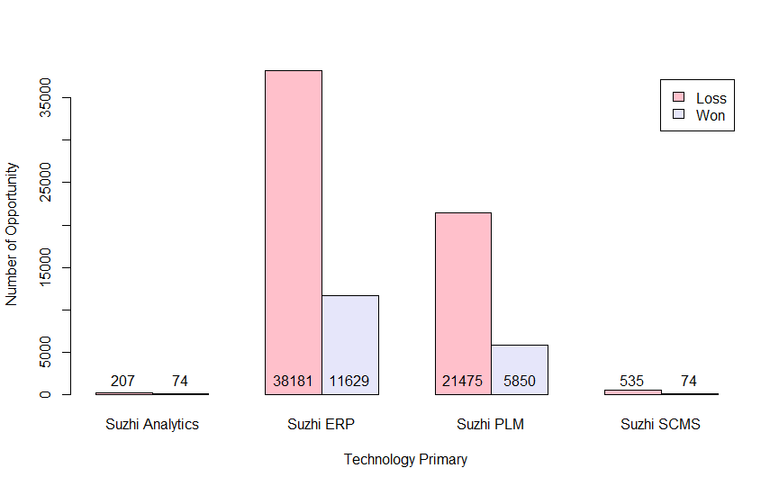 Loss
Won
Number of Opportunity
35000
25000
15000
5000
0
207 74 38181 11629 21475 5850 535 74
Suzhi Analytics Suzhi ERP Suzhi PLM Suzhi SCMS
Technology Primary